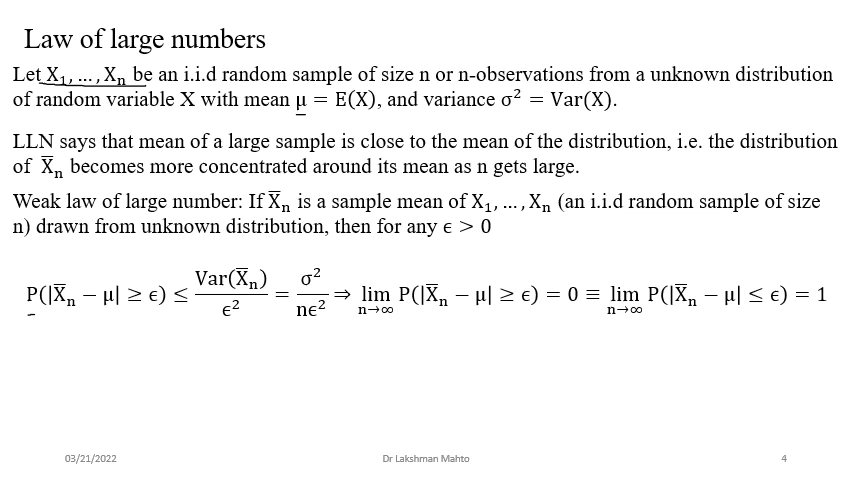 Law of large numbers
Let X₁, … , Xₙ be an i.i.d random sample of size n or n-observations from a unknown distribution
of random variable X with mean μ = E(X), and variance σ² = Var(X).
LLN says that mean of a large sample is close to the mean of the distribution, i.e. the distribution
of X̅ₙ becomes more concentrated around its mean as n gets large.
Weak law of large number: If X̅ₙ is a sample mean of X₁, … , Xₙ (an i.i.d random sample of size
n) drawn from unknown distribution, then for any ϵ > 0
P(|X̅ₙ − μ| ≥ ϵ) ≤ Var(X̅ₙ)/ϵ² = σ²/nϵ² ⇒ lim n→∞ P(|X̅ₙ − μ| ≥ ϵ) = 0 ≡ lim n→∞ P(|X̅ₙ − μ| ≤ ϵ) = 1
03/21/2022 Dr Lakshman Mahto 4